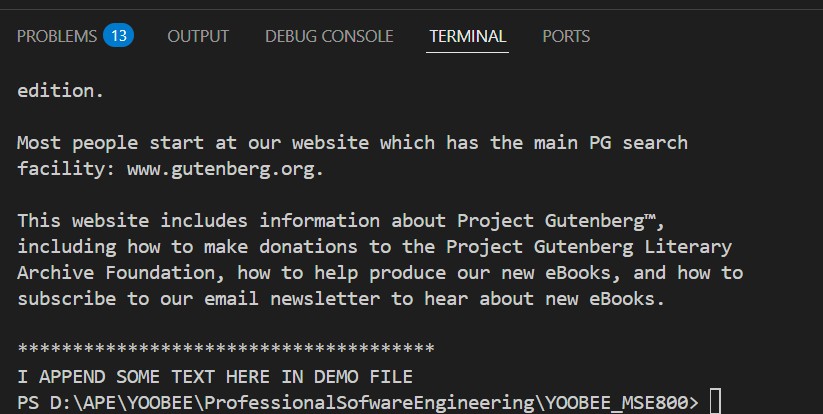 PROBLEMS 13 OUTPUT DEBUG CONSOLE TERMINAL PORTS
edition.
Most people start at our website which has the main PG search
facility: www.gutenberg.org.
This website includes information about Project Gutenberg™,
including how to make donations to the Project Gutenberg Literary
Archive Foundation, how to help produce our new eBooks, and how to
subscribe to our email newsletter to hear about new eBooks.
**************************************
I APPEND SOME TEXT HERE IN DEMO FILE
PS D:\APE\YOOBEE\ProfessionalSofwareEngineering\YOOBEE_MSE800>